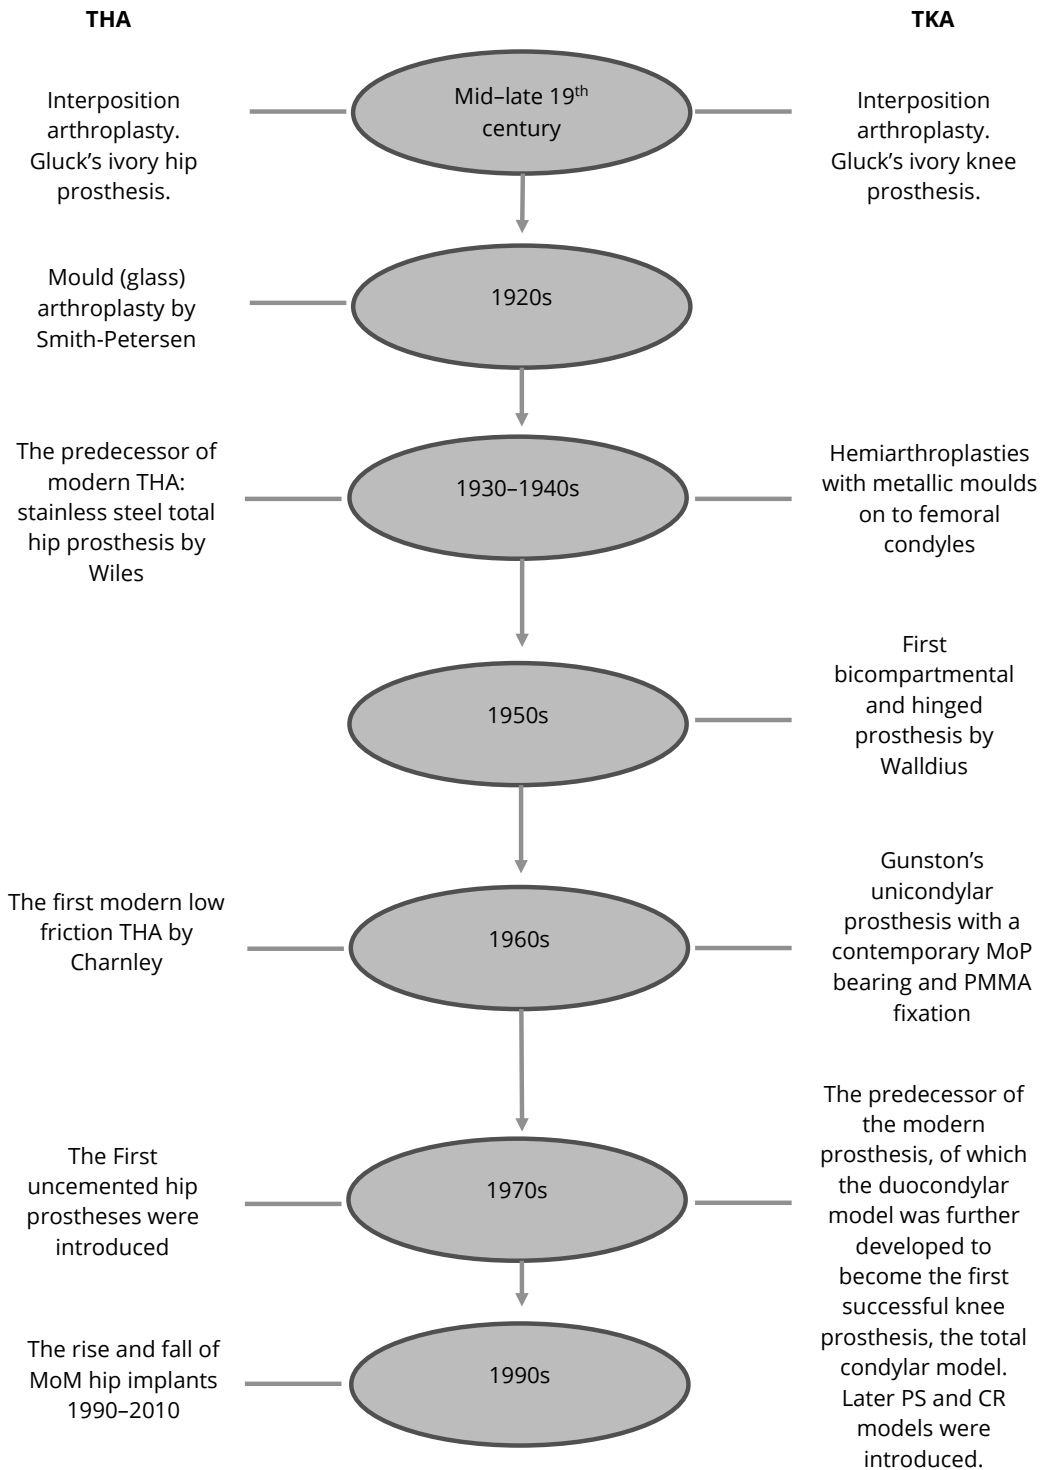 THA
TKA
Interposition
arthroplasty.
Gluck’s ivory hip
prosthesis.
Mid–late 19th
century
Interposition
arthroplasty.
Gluck’s ivory knee
prosthesis.
Mould (glass)
arthroplasty by
Smith-Petersen
1920s
The predecessor of
modern THA:
stainless steel total
hip prosthesis by
Wiles
1930–1940s
Hemiarthroplasties
with metallic moulds
on to femoral
condyles
1950s
First
bicompartmental
and hinged
prosthesis by
Walldius
The first modern low
friction THA by
Charnley
1960s
Gunston’s
unicondylar
prosthesis with a
contemporary MoP
bearing and PMMA
fixation
The First
uncemented hip
prostheses were
introduced
1970s
The predecessor of
the modern
prosthesis, of which
the duocondylar
model was further
developed to
become the first
successful knee
prosthesis, the total
condylar model.
Later PS and CR
models were
introduced.
The rise and fall of
MoM hip implants
1990–2010
1990s